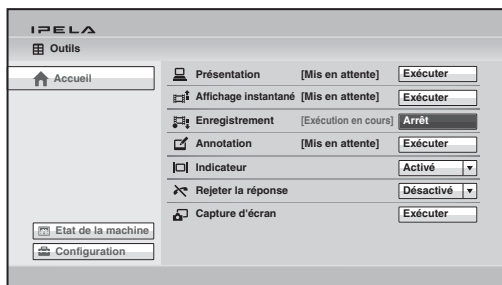 IPELA
Outils
Accueil
Présentation [Mis en attente] Exécuter
Affichage instantané [Mis en attente] Exécuter
Enregistrement [Exécution en cours] Arrêt
Annotation [Mis en attente] Exécuter
Indicateur Activé
Rejeter la réponse Désactivé
Capture d'écran Exécuter
Etat de la machine
Configuration